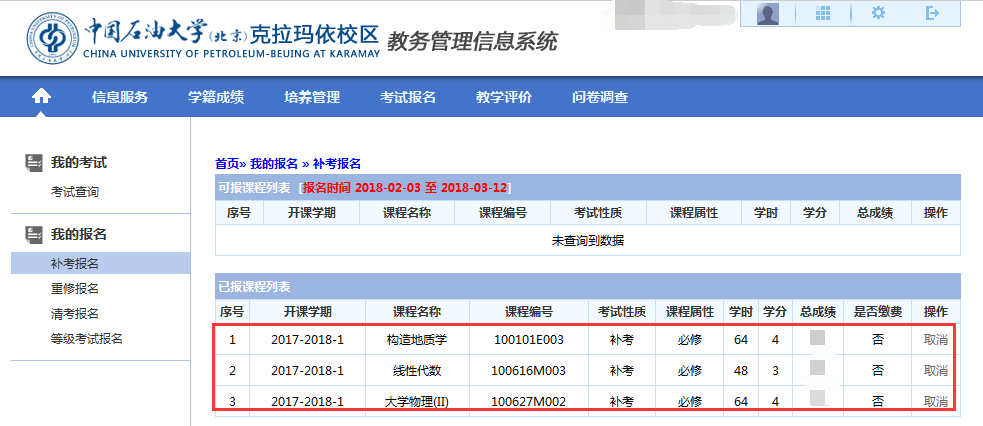 中国石油大学(北京)克拉玛依校区 教务管理信息系统
CHINA UNIVERSITY OF PETROLEUM-BEIJING AT KARAMAY
信息服务 学籍成绩 培养管理 考试报名 教学评价 问卷调查
我的考试
考试查询
我的报名
补考报名
重修报名
清考报名
等级考试报名
首页» 我的报名 » 补考报名
可报课程列表 [报名时间 2018-02-03 至 2018-03-12]
序号 开课学期 课程名称 课程编号 考试性质 课程属性 学时 学分 总成绩 操作
未查询到数据
已报课程列表
序号 开课学期 课程名称 课程编号 考试性质 课程属性 学时 学分 总成绩 是否缴费 操作
1 2017-2018-1 构造地质学 100101E003 补考 必修 64 4 否 取消
2 2017-2018-1 线性代数 100616M003 补考 必修 48 3 否 取消
3 2017-2018-1 大学物理(II) 100627M002 补考 必修 64 4 否 取消